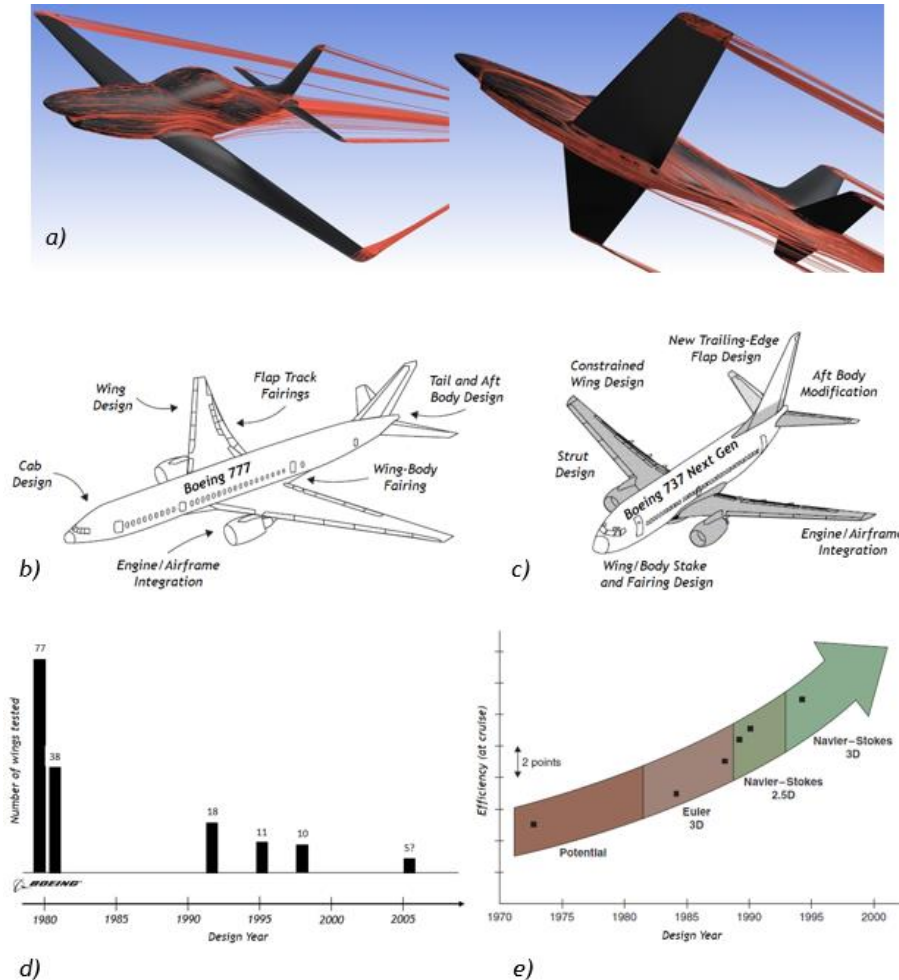 a)
Wing
Design
Flap Track
Fairings
Tail and Aft
Body Design
Cab
Design
Boeing 777
Wing-Body
Fairing
Engine/Airframe
Integration
b)
New Trailing-Edge
Flap Design
Constrained
Wing Design
Aft Body
Modification
Strut
Design
Boeing 737 Next Gen
Engine/Airframe
Integration
Wing/Body Stake
and Fairing Design
c)
Number of wings tested
77
38
18
11
10
5?
BOEING
1980
1985
1990
1995
2000
2005
Design Year
d)
Efficiency (at cruise)
2 points
Potential
Euler
3D
Navier–Stokes
2.5D
Navier–Stokes
3D
1970
1975
1980
1985
1990
1995
2000
Design Year
e)